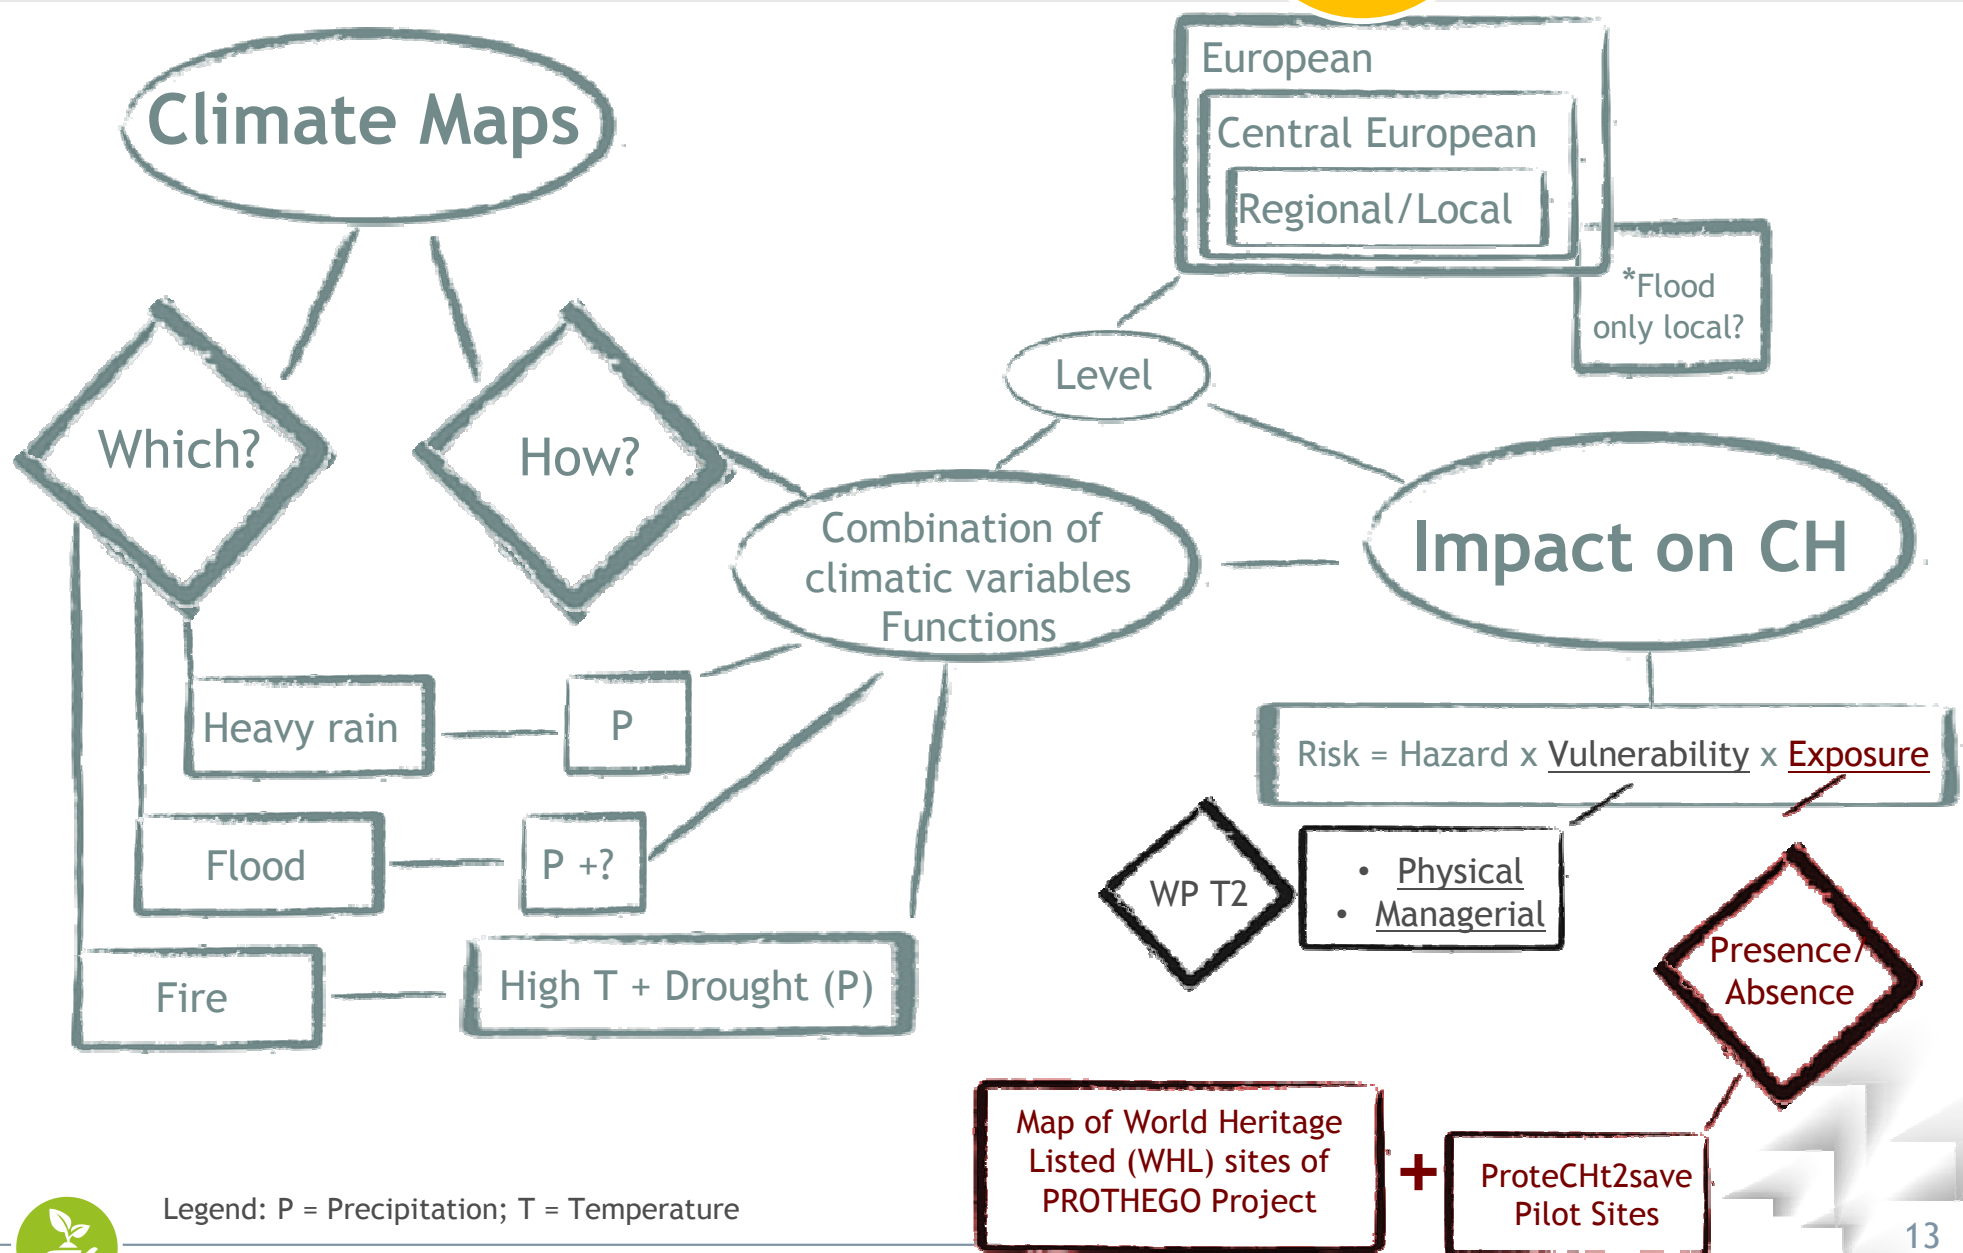 Climate Maps
European
Central European
Regional/Local
*Flood
only local?
Level
Which?
How?
Combination of
climatic variables
Functions
Impact on CH
Heavy rain
P
Risk = Hazard x Vulnerability x Exposure
Flood
P +?
WP T2
• Physical
• Managerial
Presence/
Absence
Fire
High T + Drought (P)
Map of World Heritage
Listed (WHL) sites of
PROTHEGO Project
+
ProteCHt2save
Pilot Sites
Legend: P = Precipitation; T = Temperature
13